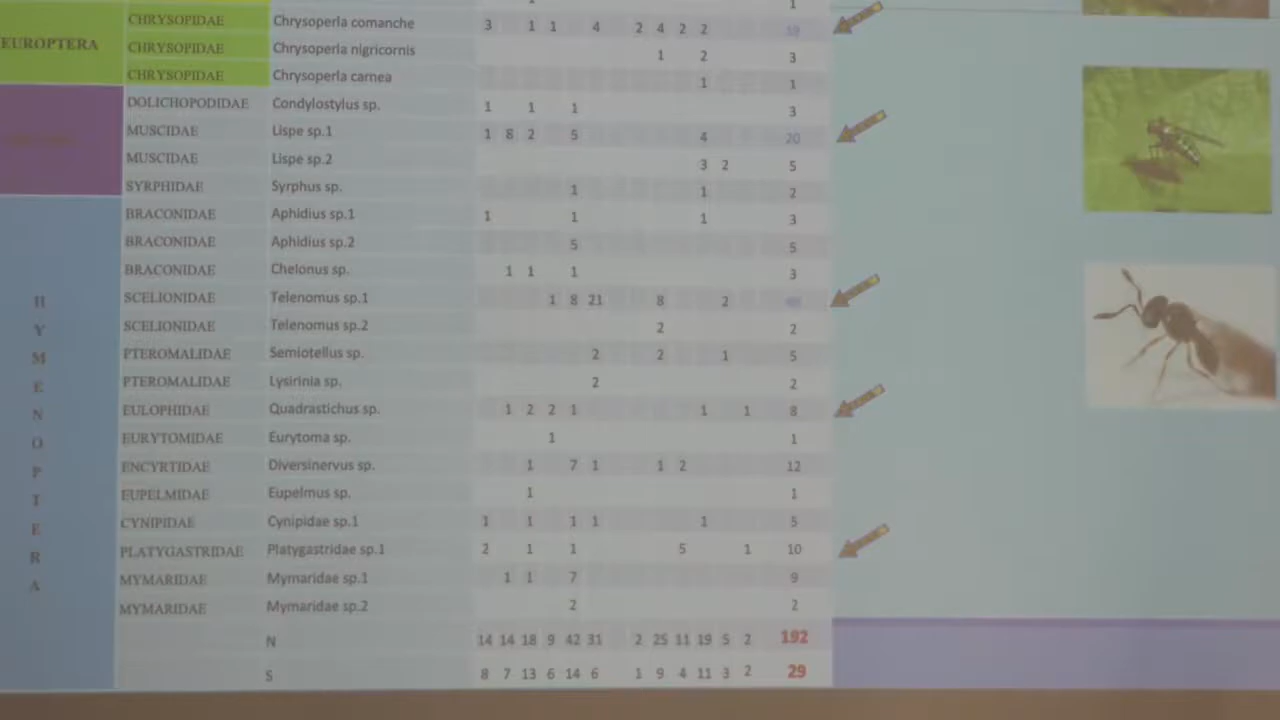 1
CHRYSOPIDAE Chrysoperla comanche 3 1 1 4 2 4 2 2 19
EUROPTERA
CHRYSOPIDAE Chrysoperla nigricornis 1 2 3
CHRYSOPIDAE Chrysoperla carnea 1 1
DOLICHOPODIDAE Condylostylus sp. 1 1 1 3
MUSCIDAE Lispe sp.1 1 8 2 5 4 20
MUSCIDAE Lispe sp.2 3 2 5
SYRPHIDAE Syrphus sp. 1 1 2
BRACONIDAE Aphidius sp.1 1 1 1 3
BRACONIDAE Aphidius sp.2 5 5
BRACONIDAE Chelonus sp. 1 1 1 3
HYMENOPTERA
SCELIONIDAE Telenomus sp.1 1 8 21 8 2
SCELIONIDAE Telenomus sp.2 2 2
PTEROMALIDAE Semiotellus sp. 2 2 1 5
PTEROMALIDAE Lysirinia sp. 2 2
EULOPHIDAE Quadrastichus sp. 1 2 2 1 1 1 8
EURYTOMIDAE Eurytoma sp. 1 1
ENCYRTIDAE Diversinervus sp. 1 7 1 1 2 12
EUPELMIDAE Eupelmus sp. 1 1
CYNIPIDAE Cynipidae sp.1 1 1 1 1 1 5
PLATYGASTRIDAE Platygastridae sp.1 2 1 1 5 1 10
MYMARIDAE Mymaridae sp.1 1 1 7 9
MYMARIDAE Mymaridae sp.2 2 2
N 14 14 18 9 42 31 2 25 11 19 5 2 192
S 8 7 13 6 14 6 1 9 4 11 3 2 29